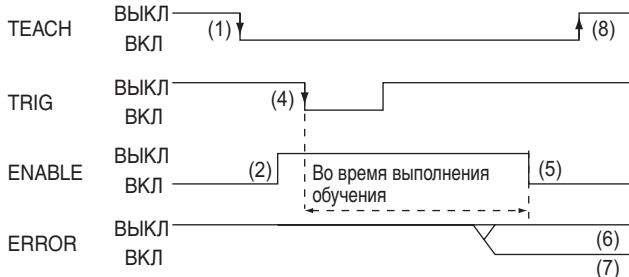 TEACH ВЫКЛ ВКЛ (1) (8)
TRIG ВЫКЛ ВКЛ (4)
ENABLE ВЫКЛ ВКЛ (2) (5)
Во время выполнения
обучения
ERROR ВЫКЛ ВКЛ (6)
(7)